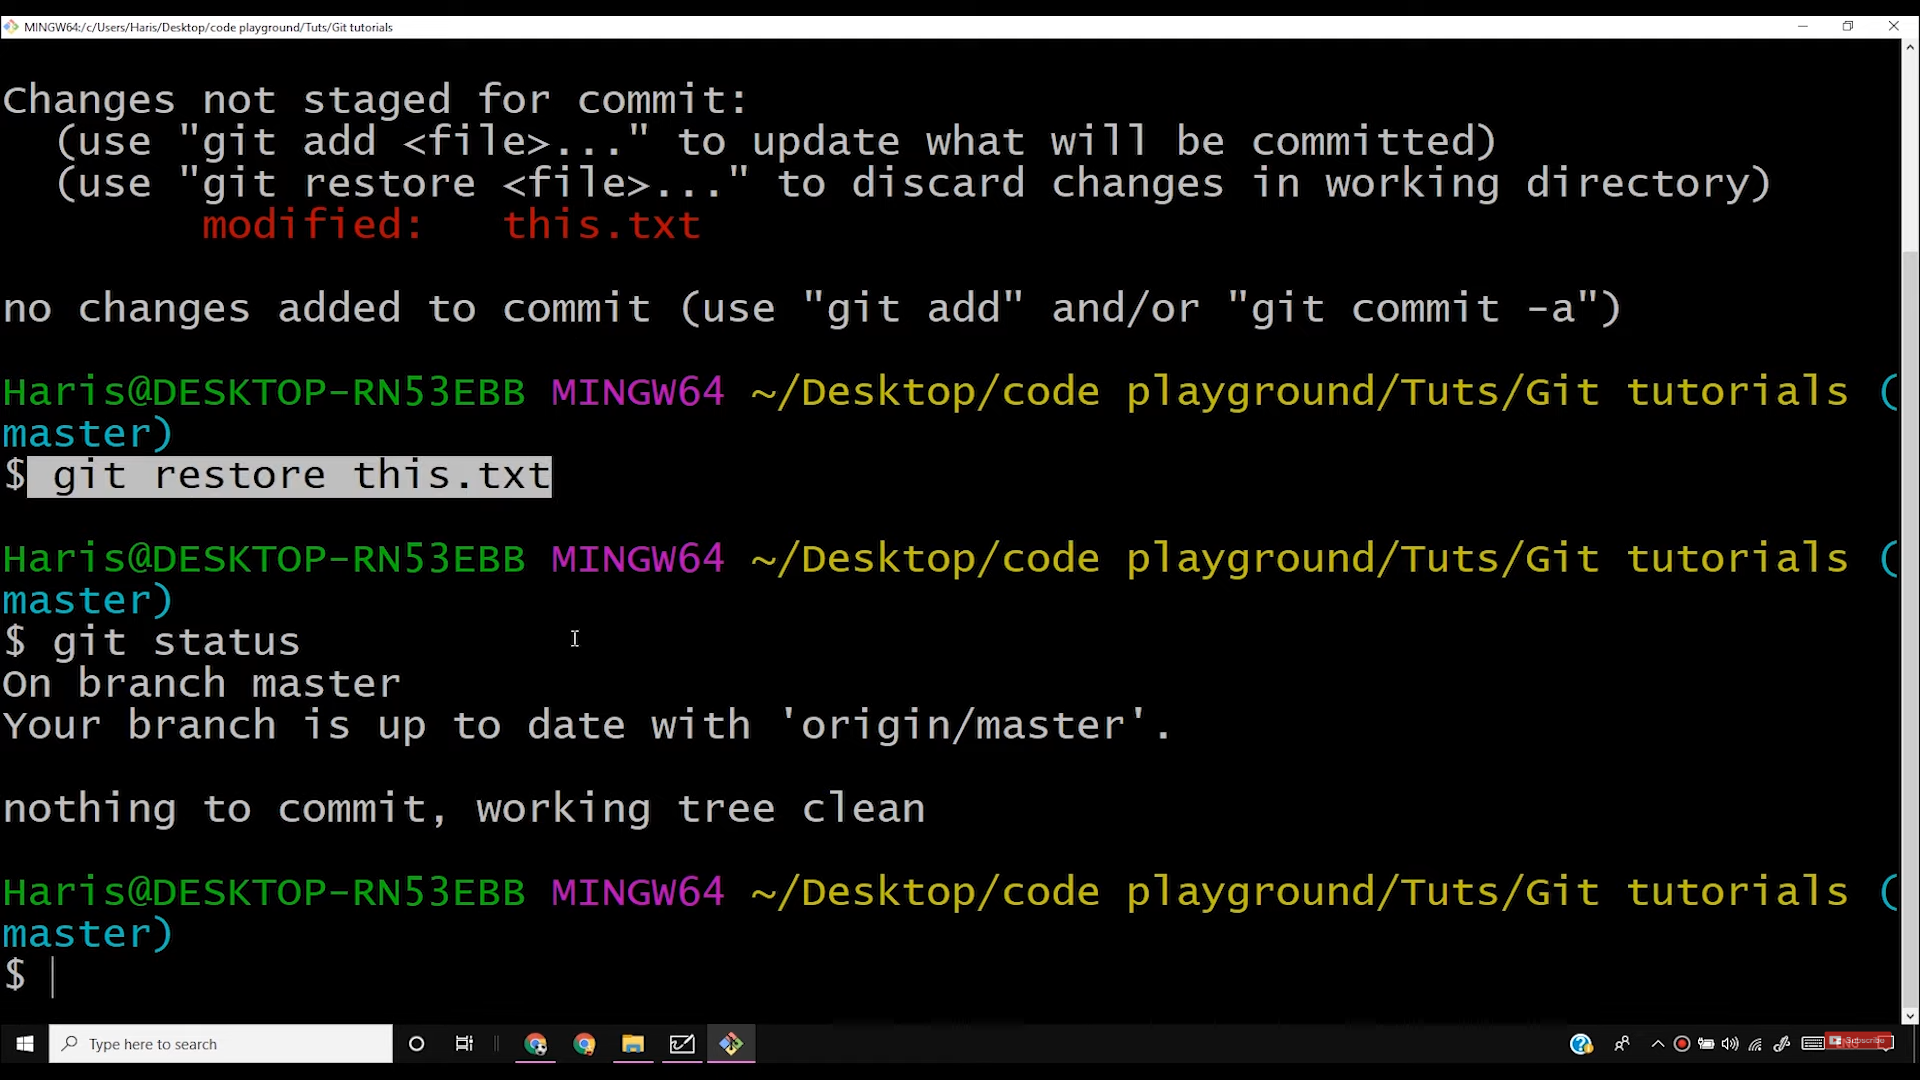 MINGW64:/c/Users/Haris/Desktop/code playground/Tuts/Git tutorials
Changes not staged for commit:
(use "git add <file>..." to update what will be committed)
(use "git restore <file>..." to discard changes in working directory)
modified: this.txt
no changes added to commit (use "git add" and/or "git commit -a")
Haris@DESKTOP-RN53EBB MINGW64 ~/Desktop/code playground/Tuts/Git tutorials (
master)
$ git restore this.txt
Haris@DESKTOP-RN53EBB MINGW64 ~/Desktop/code playground/Tuts/Git tutorials (
master)
$ git status
On branch master
Your branch is up to date with 'origin/master'.
nothing to commit, working tree clean
Haris@DESKTOP-RN53EBB MINGW64 ~/Desktop/code playground/Tuts/Git tutorials (
master)
$
Type here to search
Subscribe